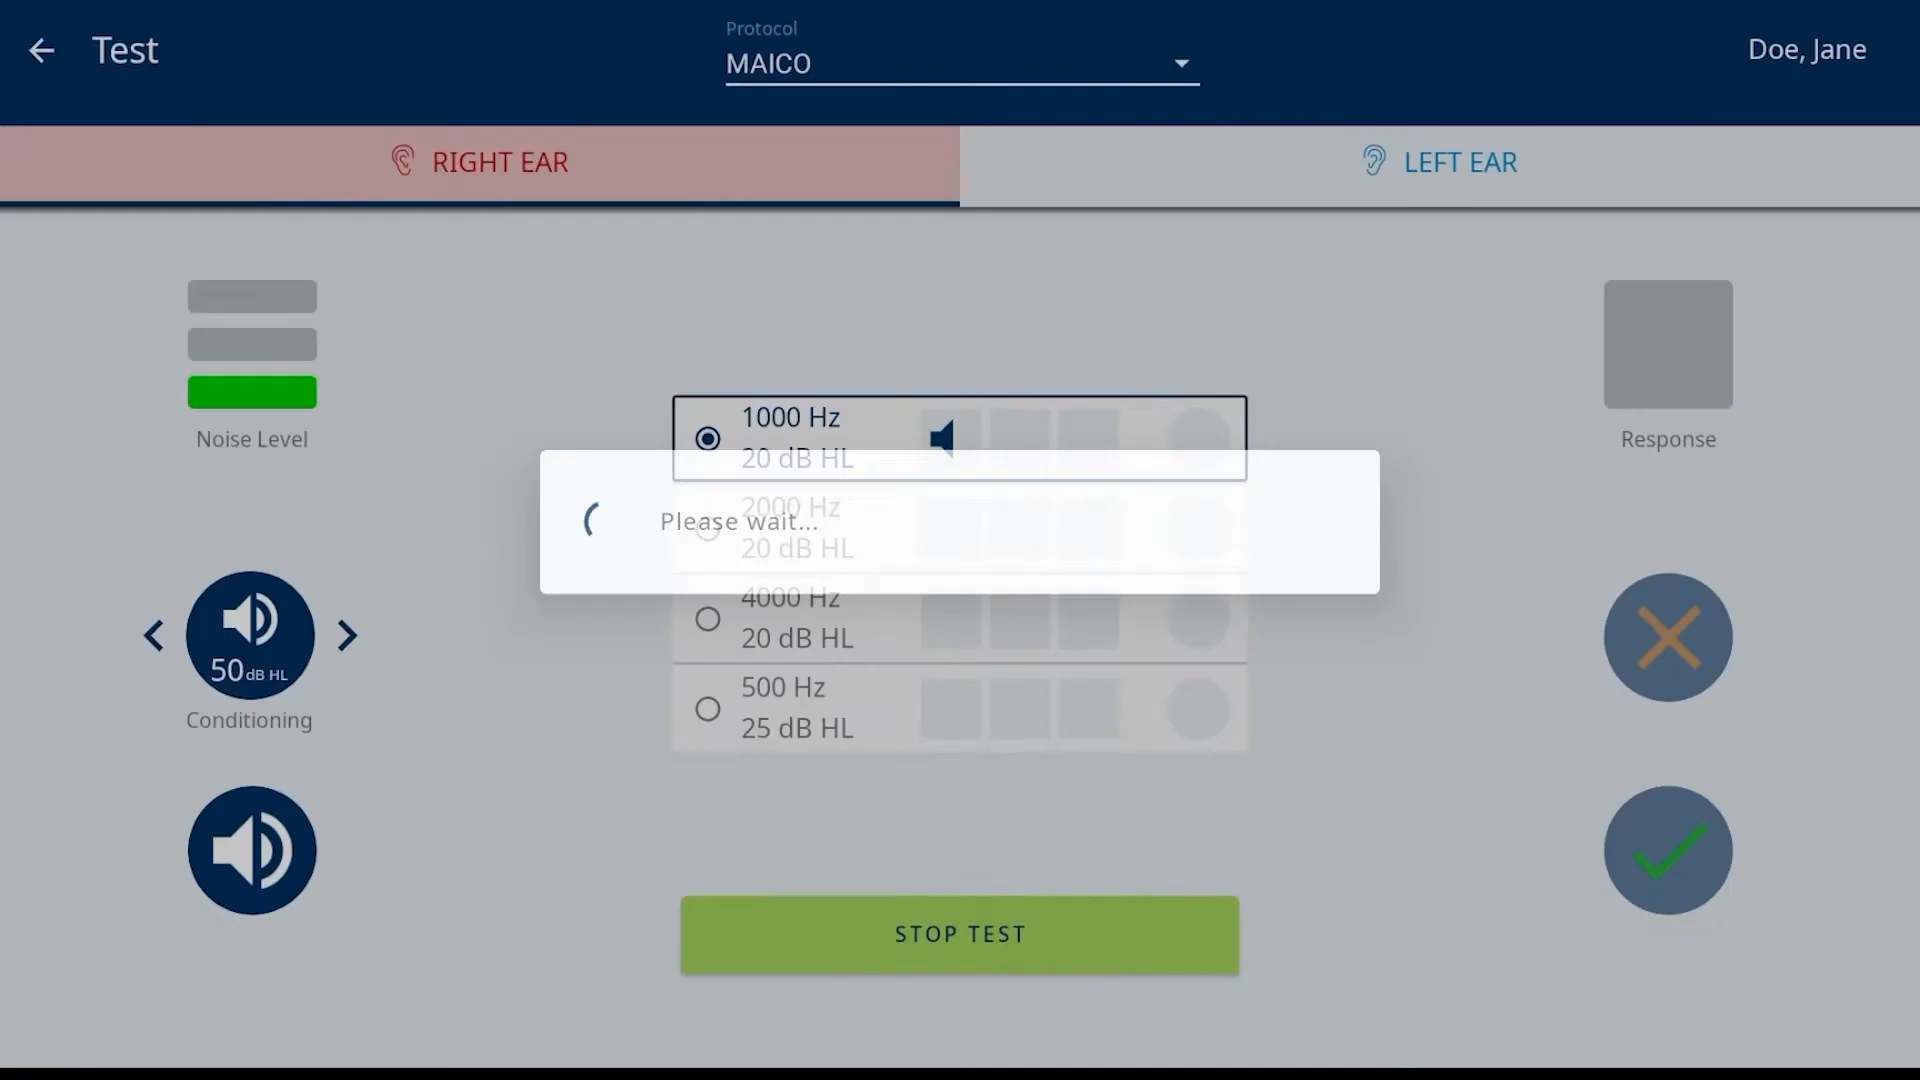 Test
Protocol
MAICO
Doe, Jane
RIGHT EAR
LEFT EAR
Noise Level
Response
1000 Hz
20 dB HL
2000 Hz
Please wait...
20 dB HL
4000 Hz
20 dB HL
500 Hz
25 dB HL
50 dB HL
Conditioning
STOP TEST